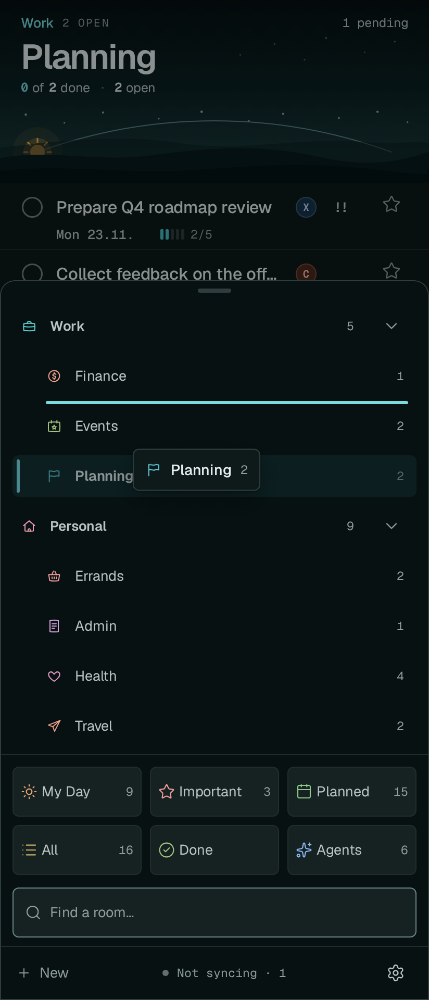 Work 2 OPEN 1 pending
Planning
0 of 2 done · 2 open
Prepare Q4 roadmap review X !!
Mon 23.11. 2/5
Collect feedback on the off… C
Work 5
Finance 1
Events 2
Planning 2
Planning 2
Personal 9
Errands 2
Admin 1
Health 4
Travel 2
My Day 9 Important 3 Planned 15
All 16 Done Agents 6
Find a room…
+ New Not syncing · 1